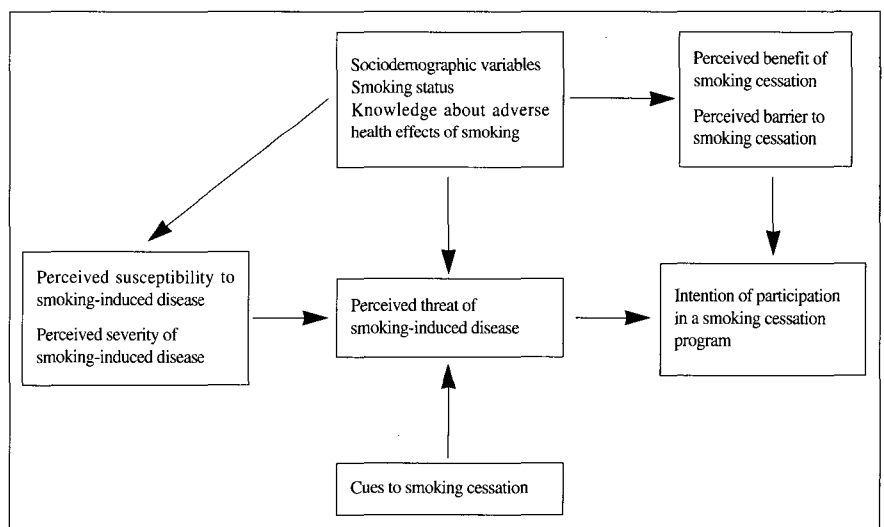 Sociodemographic variables
Smoking status
Knowledge about adverse
health effects of smoking
Perceived benefit of
smoking cessation
Perceived barrier to
smoking cessation
Perceived susceptibility to
smoking-induced disease
Perceived severity of
smoking-induced disease
Perceived threat of
smoking-induced disease
Intention of participation
in a smoking cessation
program
Cues to smoking cessation